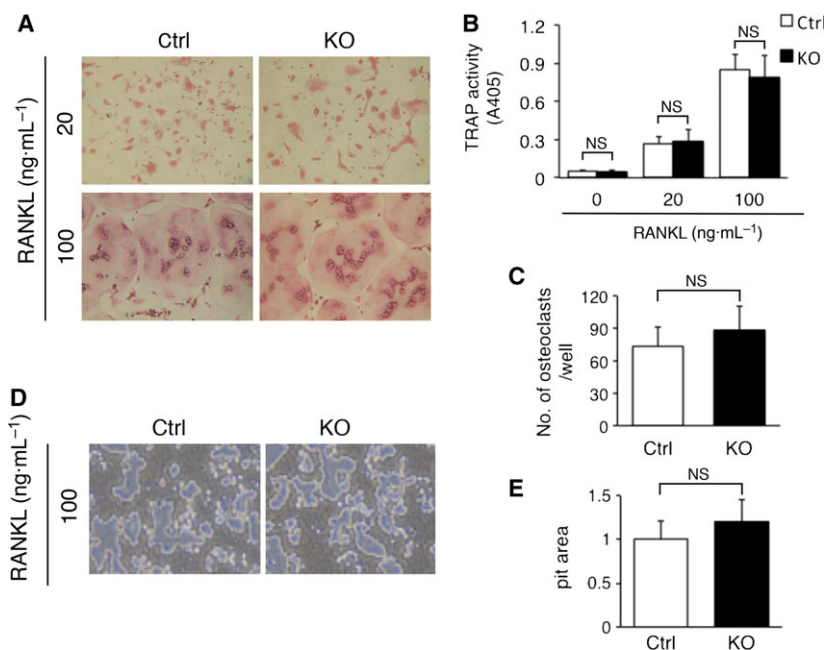 A
Ctrl KO
RANKL (ng·mL⁻¹)
20
100
B
TRAP activity
(A405)
1.2
0.9
0.6
0.3
0
NS NS NS
Ctrl
KO
0 20 100
RANKL (ng·mL⁻¹)
C
No. of osteoclasts
/well
120
90
60
30
0
NS
Ctrl KO
D
Ctrl KO
RANKL (ng·mL⁻¹)
100
E
pit area
1.5
1
0.5
0
NS
Ctrl KO